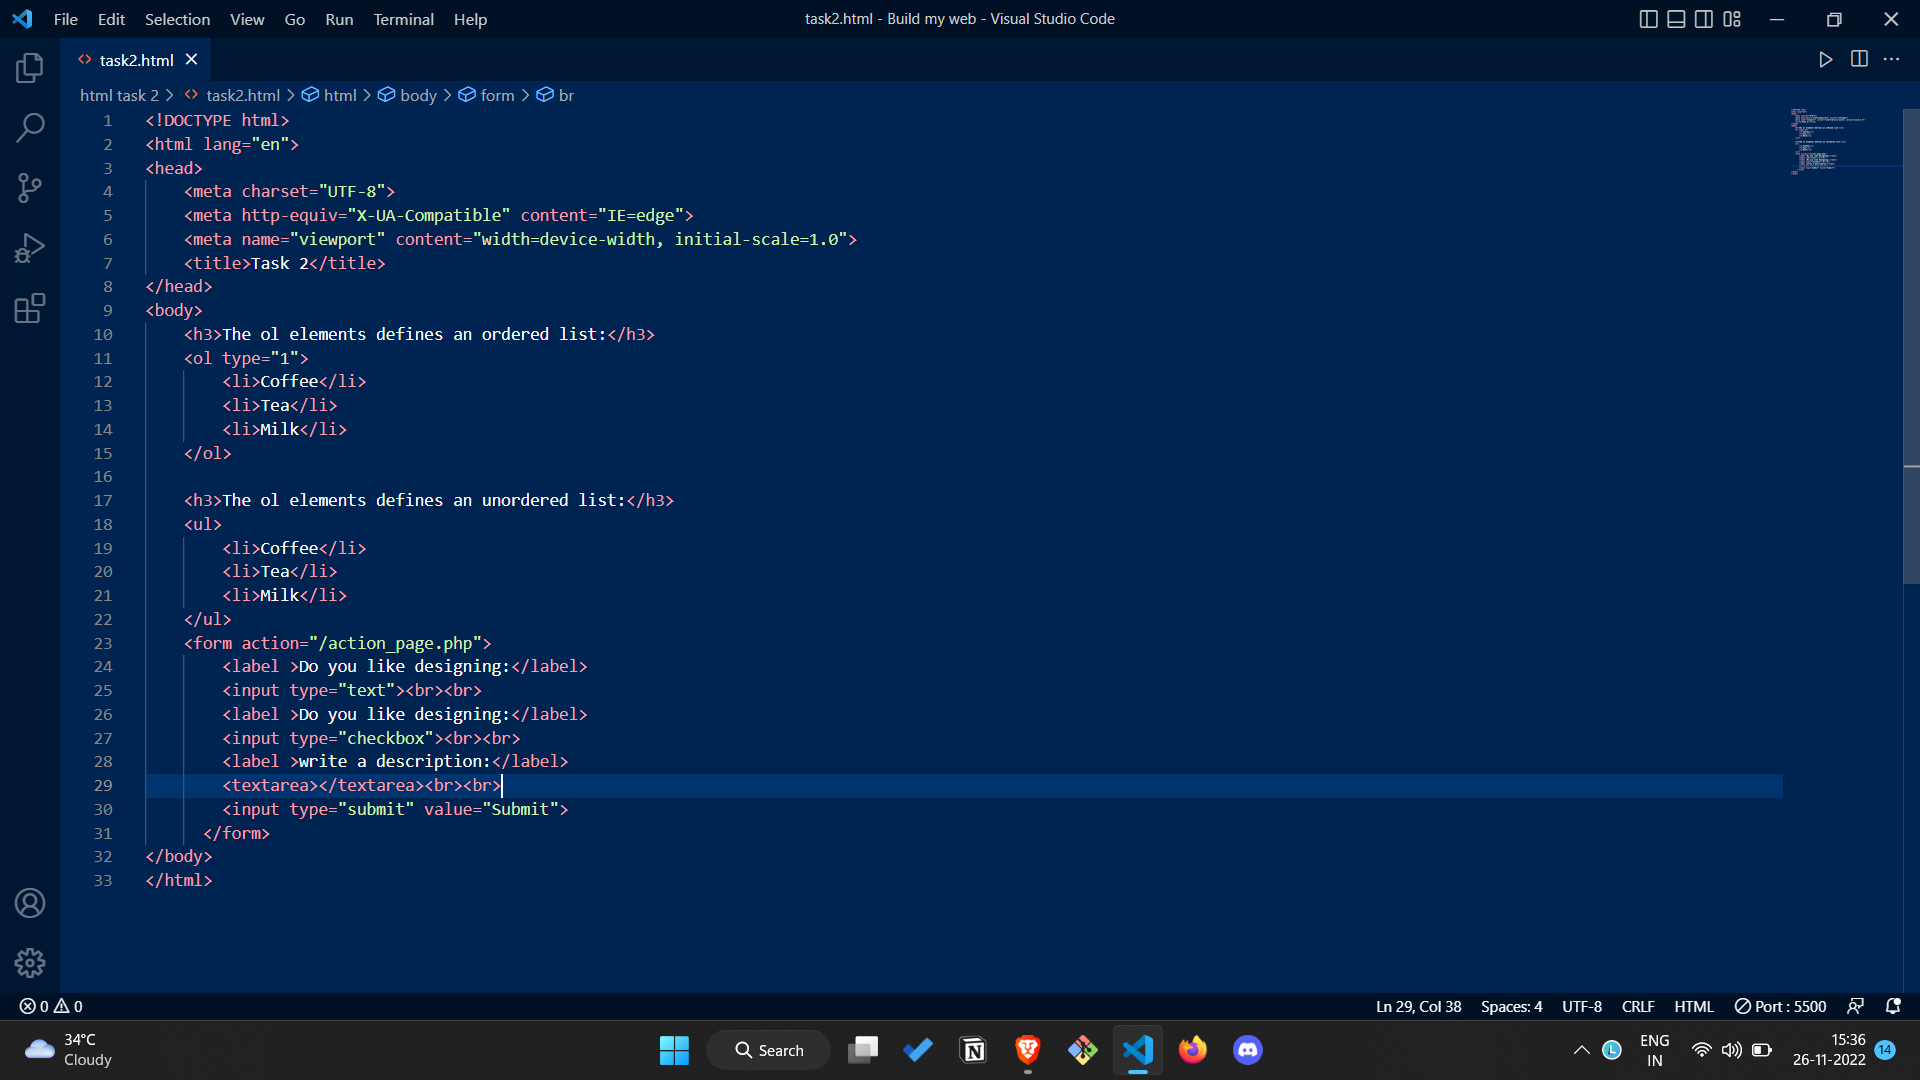 File Edit Selection View Go Run Terminal Help
task2.html - Build my web - Visual Studio Code
task2.html
html task 2 > task2.html > html > body > form > br
1 <!DOCTYPE html>
2 <html lang="en">
3 <head>
4 <meta charset="UTF-8">
5 <meta http-equiv="X-UA-Compatible" content="IE=edge">
6 <meta name="viewport" content="width=device-width, initial-scale=1.0">
7 <title>Task 2</title>
8 </head>
9 <body>
10 <h3>The ol elements defines an ordered list:</h3>
11 <ol type="1">
12 <li>Coffee</li>
13 <li>Tea</li>
14 <li>Milk</li>
15 </ol>
16
17 <h3>The ol elements defines an unordered list:</h3>
18 <ul>
19 <li>Coffee</li>
20 <li>Tea</li>
21 <li>Milk</li>
22 </ul>
23 <form action="/action_page.php">
24 <label >Do you like designing:</label>
25 <input type="text"><br><br>
26 <label >Do you like designing:</label>
27 <input type="checkbox"><br><br>
28 <label >write a description:</label>
29 <textarea></textarea><br><br>
30 <input type="submit" value="Submit">
31 </form>
32 </body>
33 </html>
0 0
Ln 29, Col 38 Spaces: 4 UTF-8 CRLF HTML Port : 5500
34°C
Cloudy
Search
ENG
IN
15:36
26-11-2022
14